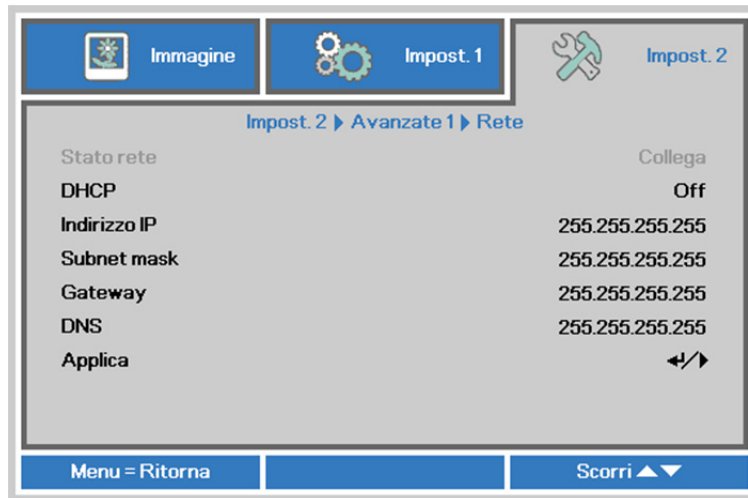 Immagine
Impost. 1
Impost. 2
Impost. 2 ▶ Avanzate 1 ▶ Rete
Stato rete Collega
DHCP Off
Indirizzo IP 255.255.255.255
Subnet mask 255.255.255.255
Gateway 255.255.255.255
DNS 255.255.255.255
Applica ↵/▶
Menu = Ritorna
Scorri ▲▼